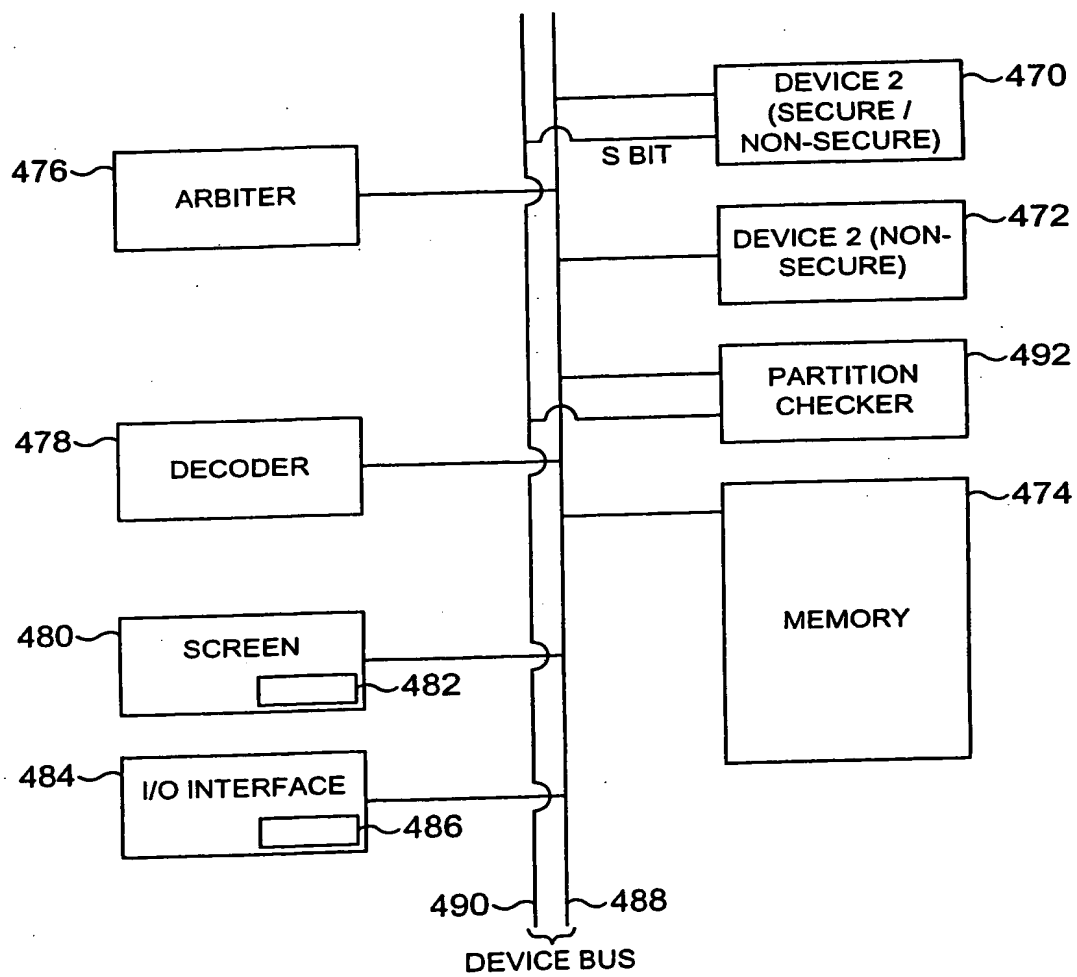 DEVICE 2
(SECURE /
NON-SECURE)
470
S BIT
476
ARBITER
DEVICE 2 (NON-
SECURE)
472
PARTITION
CHECKER
492
478
DECODER
474
MEMORY
480
SCREEN
482
484
I/O INTERFACE
486
490
488
DEVICE BUS